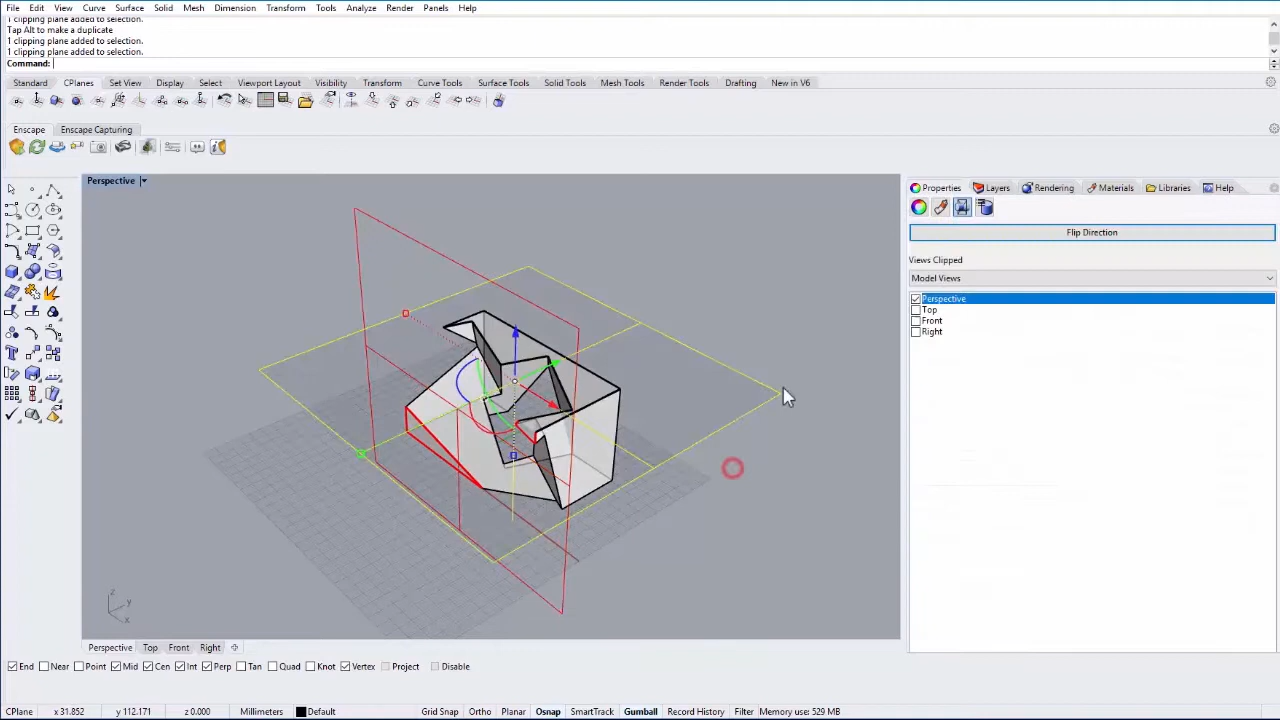 File Edit View Curve Surface Solid Mesh Dimension Transform Tools Analyze Render Panels Help
1 clipping plane added to selection.
Tap Alt to make a duplicate
1 clipping plane added to selection.
1 clipping plane added to selection.
Command:
Standard CPlanes Set View Display Select Viewport Layout Visibility Transform Curve Tools Surface Tools Solid Tools Mesh Tools Render Tools Drafting New in V6
Enscape Enscape Capturing
Perspective
Properties Layers Rendering Materials Libraries Help
Flip Direction
Views Clipped
Model Views
Perspective
Top
Front
Right
z
y
x
Perspective Top Front Right
End Near Point Mid Cen Int Perp Tan Quad Knot Vertex Project Disable
CPlane x 31.852 y 112.171 z 0.000 Millimeters Default Grid Snap Ortho Planar Osnap SmartTrack Gumball Record History Filter Memory use: 529 MB